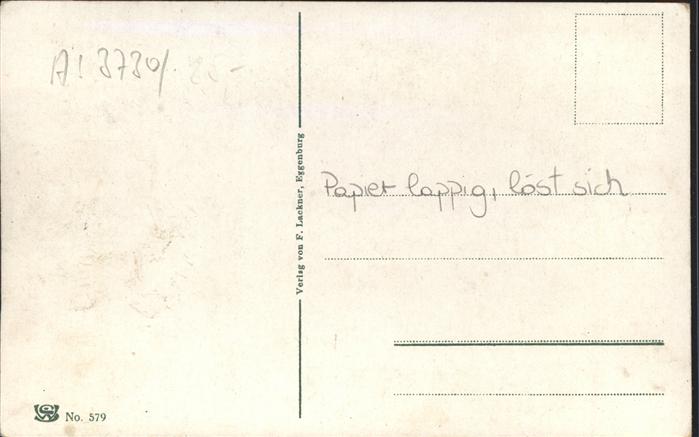 A! 3730/ 25-
Papier lappig, löst sich
Verlag von F. Lackner, Eggenburg
No. 579